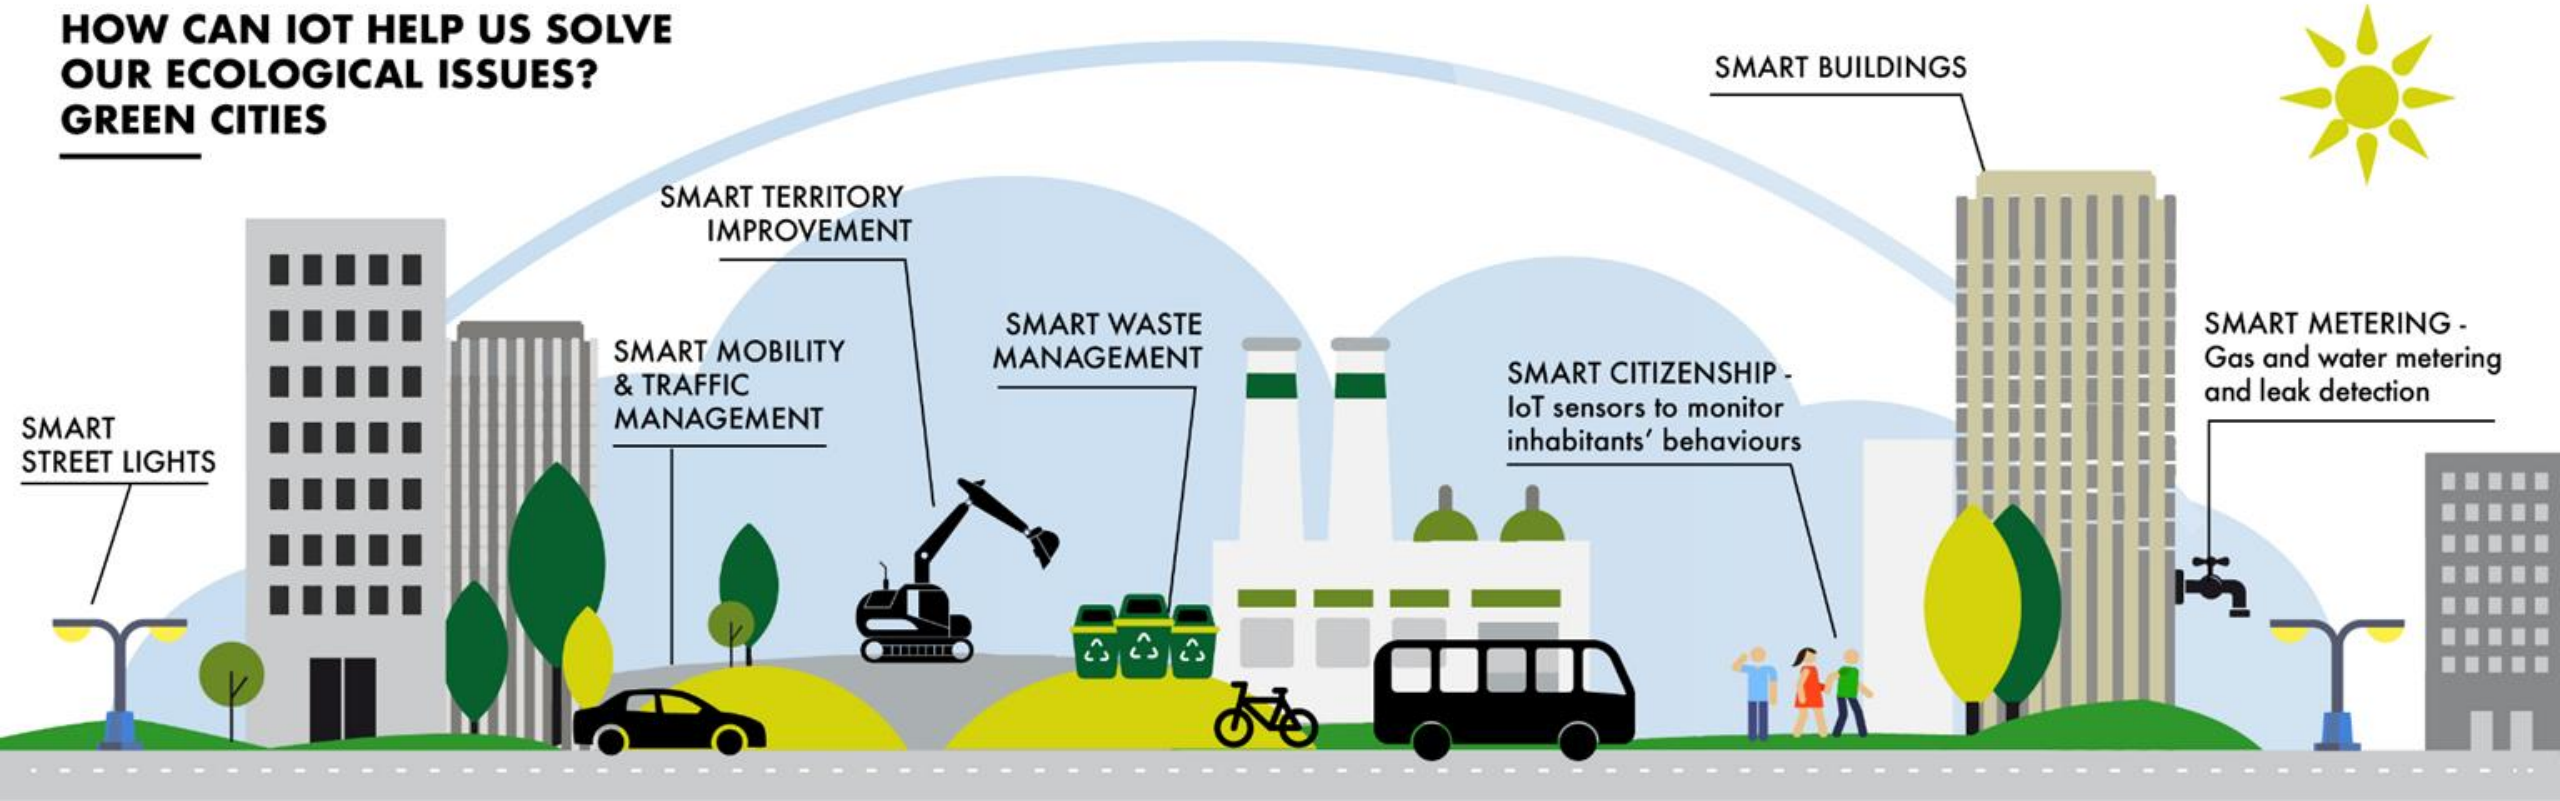 HOW CAN IOT HELP US SOLVE
OUR ECOLOGICAL ISSUES?
GREEN CITIES
SMART
STREET LIGHTS
SMART MOBILITY
& TRAFFIC
MANAGEMENT
SMART TERRITORY
IMPROVEMENT
SMART WASTE
MANAGEMENT
SMART CITIZENSHIP -
IoT sensors to monitor
inhabitants’ behaviours
SMART BUILDINGS
SMART METERING -
Gas and water metering
and leak detection